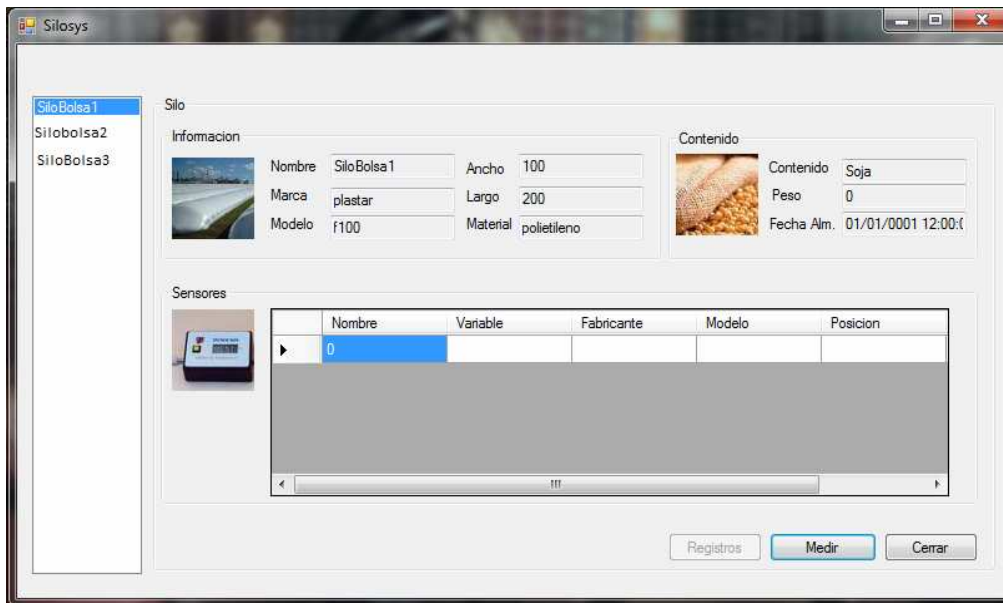 Silosys
SiloBolsa1
Silobolsa2
SiloBolsa3
Silo
Informacion
Nombre SiloBolsa1 Ancho 100
Marca plastar Largo 200
Modelo f100 Material polietileno
Contenido
Contenido Soja
Peso 0
Fecha Alm. 01/01/0001 12:00:(
Sensores
Nombre Variable Fabricante Modelo Posicion
0
Registros Medir Cerrar